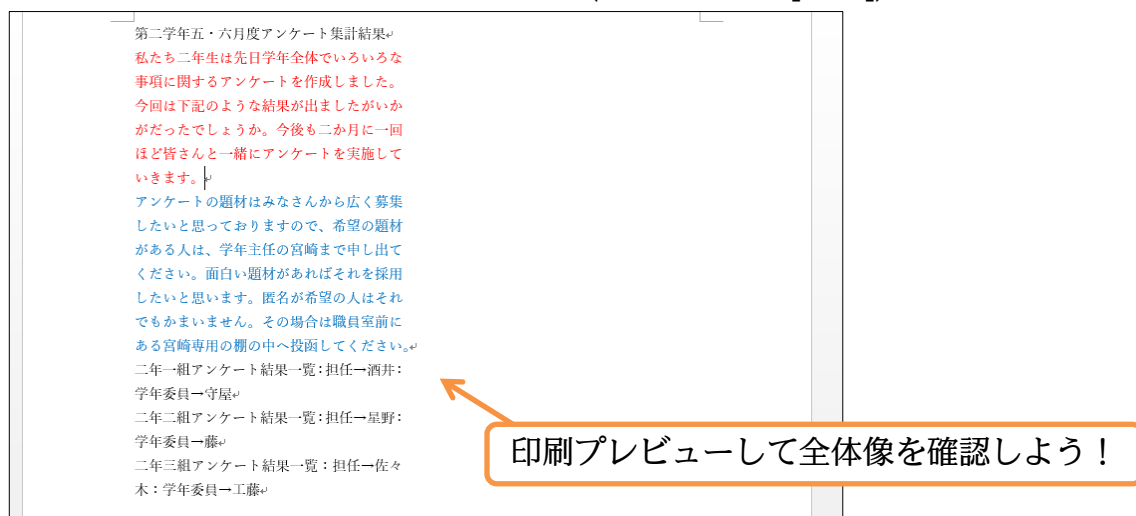 第二学年五・六月度アンケート集計結果↵
私たち二年生は先日学年全体でいろいろな
事項に関するアンケートを作成しました。
今回は下記のような結果が出ましたがいか
がだったでしょうか。今後も二か月に一回
ほど皆さんと一緒にアンケートを実施して
いきます。↵
アンケートの題材はみなさんから広く募集
したいと思っておりますので、希望の題材
がある人は、学年主任の宮崎まで申し出て
ください。面白い題材があればそれを採用
したいと思います。匿名が希望の人はそれ
でもかまいません。その場合は職員室前に
ある宮崎専用の棚の中へ投函してください。↵
二年一組アンケート結果一覧：担任→酒井：
学年委員→守屋↵
二年二組アンケート結果一覧：担任→星野：
学年委員→藤↵
二年三組アンケート結果一覧：担任→佐々
木：学年委員→工藤↵
印刷プレビューして全体像を確認しよう！